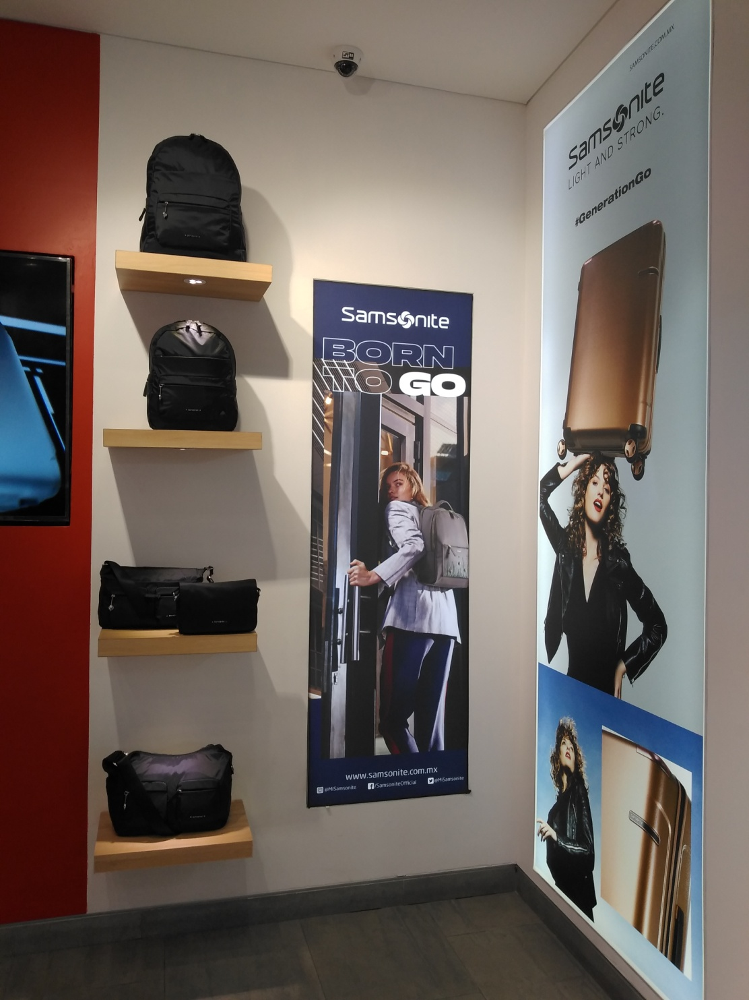 Samsonite
BORN
TO GO
www.samsonite.com.mx
@MiSamsonite
/SamsoniteOfficial
@MiSamsonite
SAMSONITE.COM.MX
Samsonite
LIGHT AND STRONG.
#GenerationGo